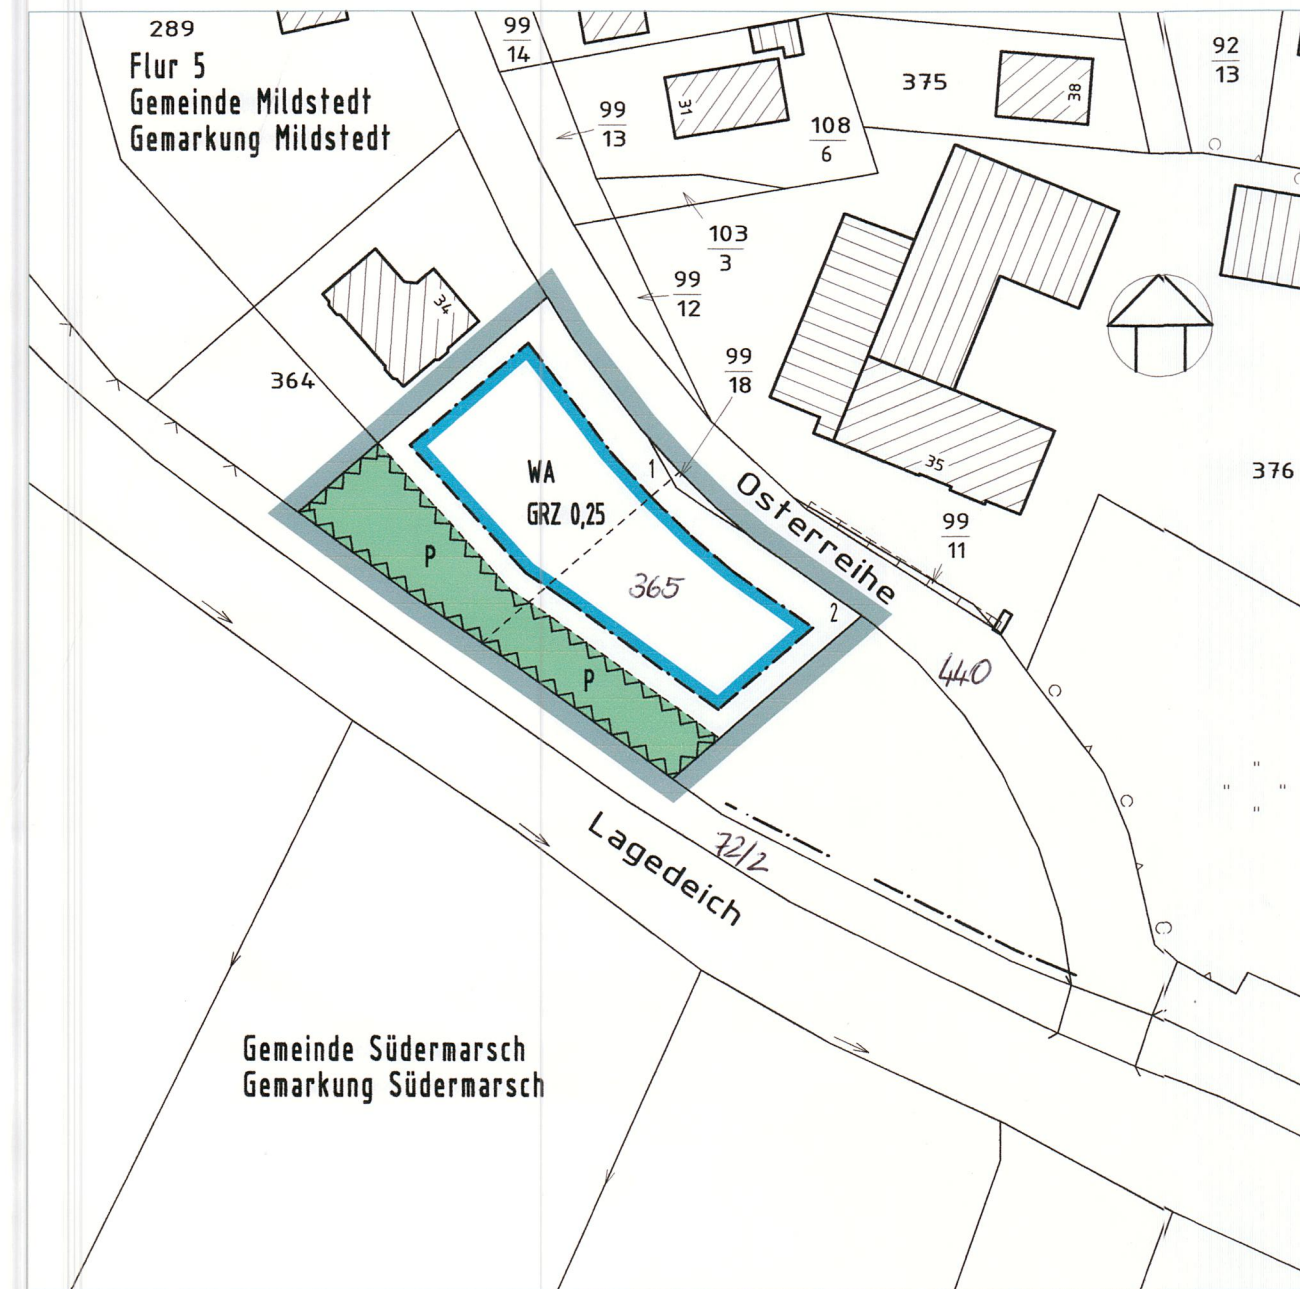 289
Flur 5
Gemeinde Mildstedt
Gemarkung Mildstedt
99
14
99
13
31
108
6
375
38
92
13
103
3
99
12
34
364
99
18
35
376
WA
GRZ 0,25
1
Osterreihe
99
11
P
365
2
P
440
72/2
Lagedeich
Gemeinde Südermarsch
Gemarkung Südermarsch